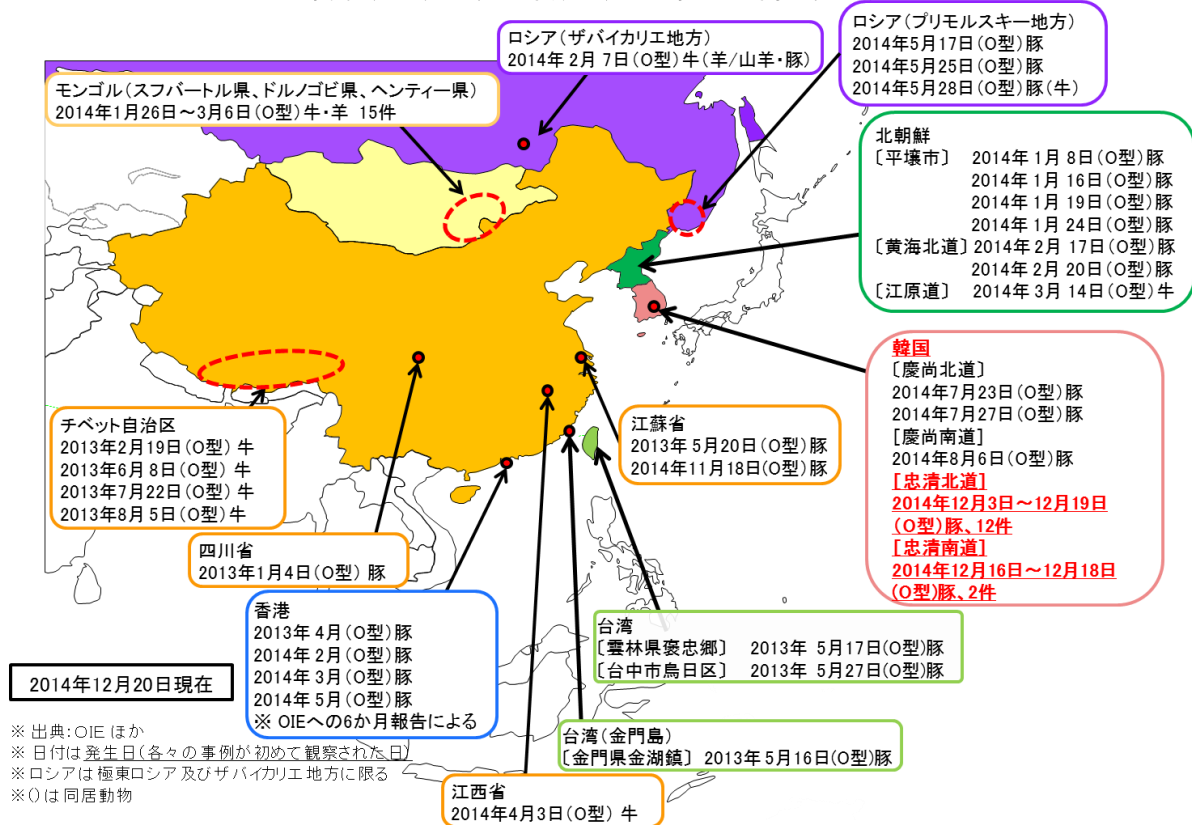 ロシア(ザバイカリエ地方)
2014年2月7日(O型)牛(羊/山羊・豚)
ロシア(プリモルスキー地方)
2014年5月17日(O型)豚
2014年5月25日(O型)豚
2014年5月28日(O型)豚(牛)
モンゴル(スフバートル県、ドルノゴビ県、ヘンティー県)
2014年1月26日～3月6日(O型)牛・羊 15件
北朝鮮
〔平壌市〕 2014年1月8日(O型)豚
2014年1月16日(O型)豚
2014年1月19日(O型)豚
2014年1月24日(O型)豚
〔黄海北道〕2014年2月17日(O型)豚
2014年2月20日(O型)豚
〔江原道〕 2014年3月14日(O型)牛
韓国
〔慶尚北道〕
2014年7月23日(O型)豚
2014年7月27日(O型)豚
[慶尚南道]
2014年8月6日(O型)豚
[忠清北道]
2014年12月3日～12月19日
(O型)豚、12件
[忠清南道]
2014年12月16日～12月18日
(O型)豚、2件
チベット自治区
2013年2月19日(O型) 牛
2013年6月8日(O型) 牛
2013年7月22日(O型) 牛
2013年8月5日(O型) 牛
江蘇省
2013年5月20日(O型)豚
2014年11月18日(O型)豚
四川省
2013年1月4日(O型) 豚
香港
2013年4月(O型)豚
2014年2月(O型)豚
2014年3月(O型)豚
2014年5月(O型)豚
※ OIEへの6か月報告による
台湾
〔雲林県褒忠郷〕 2013年 5月17日(O型)豚
〔台中市烏日区〕 2013年 5月27日(O型)豚
台湾(金門島)
〔金門県金湖鎮〕 2013年5月16日(O型)豚
江西省
2014年4月3日(O型) 牛
2014年12月20日現在
※ 出典:OIE ほか
※ 日付は発生日(各々の事例が初めて観察された日)
※ロシアは極東ロシア及びザバイカリエ地方に限る
※()は同居動物